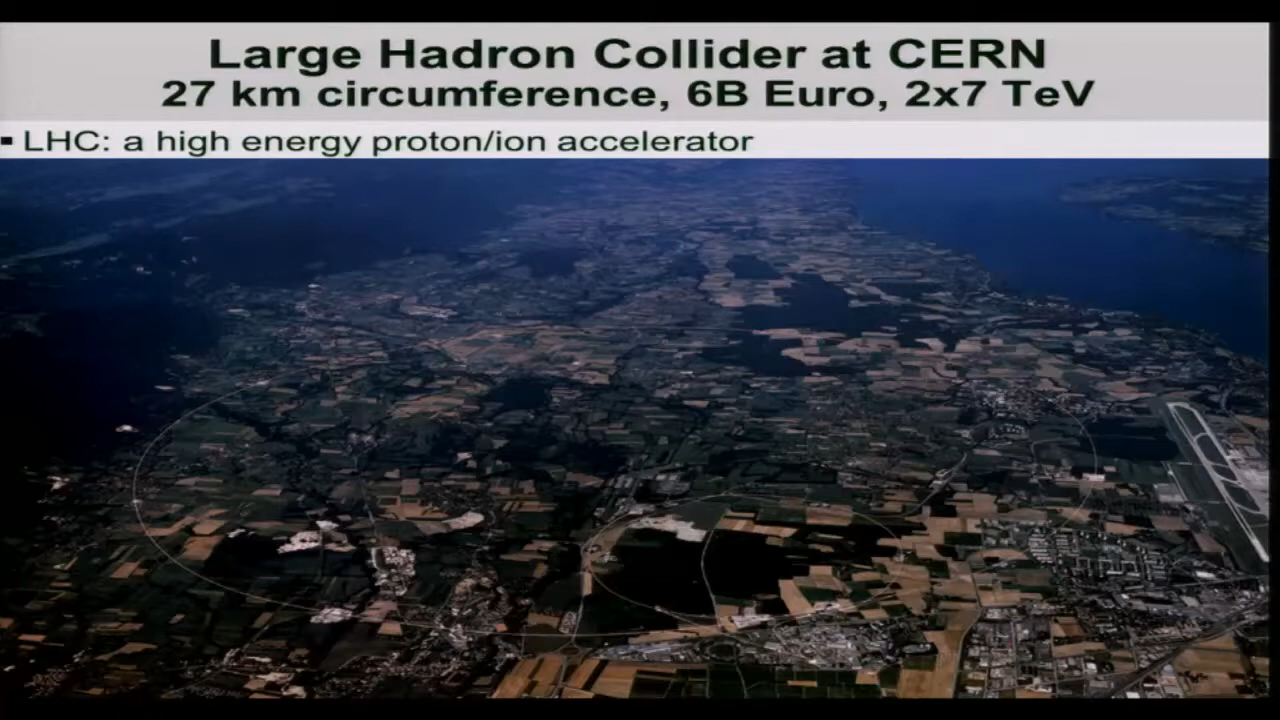 Large Hadron Collider at CERN
27 km circumference, 6B Euro, 2x7 TeV
▪ LHC: a high energy proton/ion accelerator